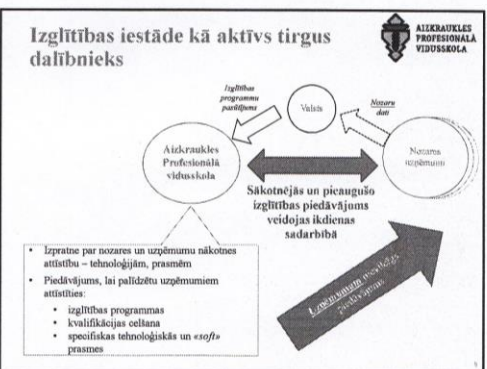 Izglītības iestāde kā aktīvs tirgus
dalībnieks
AIZKRAUKLES
PROFESIONĀLĀ
VIDUSSKOLA
Izglītības
programmu
pasūtījums
Valsts
Nozaru
dati
Aizkraukles
Profesionālā
vidusskola
Nozares
uzņēmumi
Sākotnējās un pieaugušo
izglītības piedāvājums
veidojas ikdienas
sadarbībā
• Izpratne par nozares un uzņēmumu nākotnes
attīstību – tehnoloģijām, prasmēm
• Piedāvājums, lai palīdzētu uzņēmumiem
attīstīties:
• izglītības programmas
• kvalifikācijas celšana
• specifiskas tehnoloģiskās un «soft»
prasmes
Uzņēmumam
piedāvājums